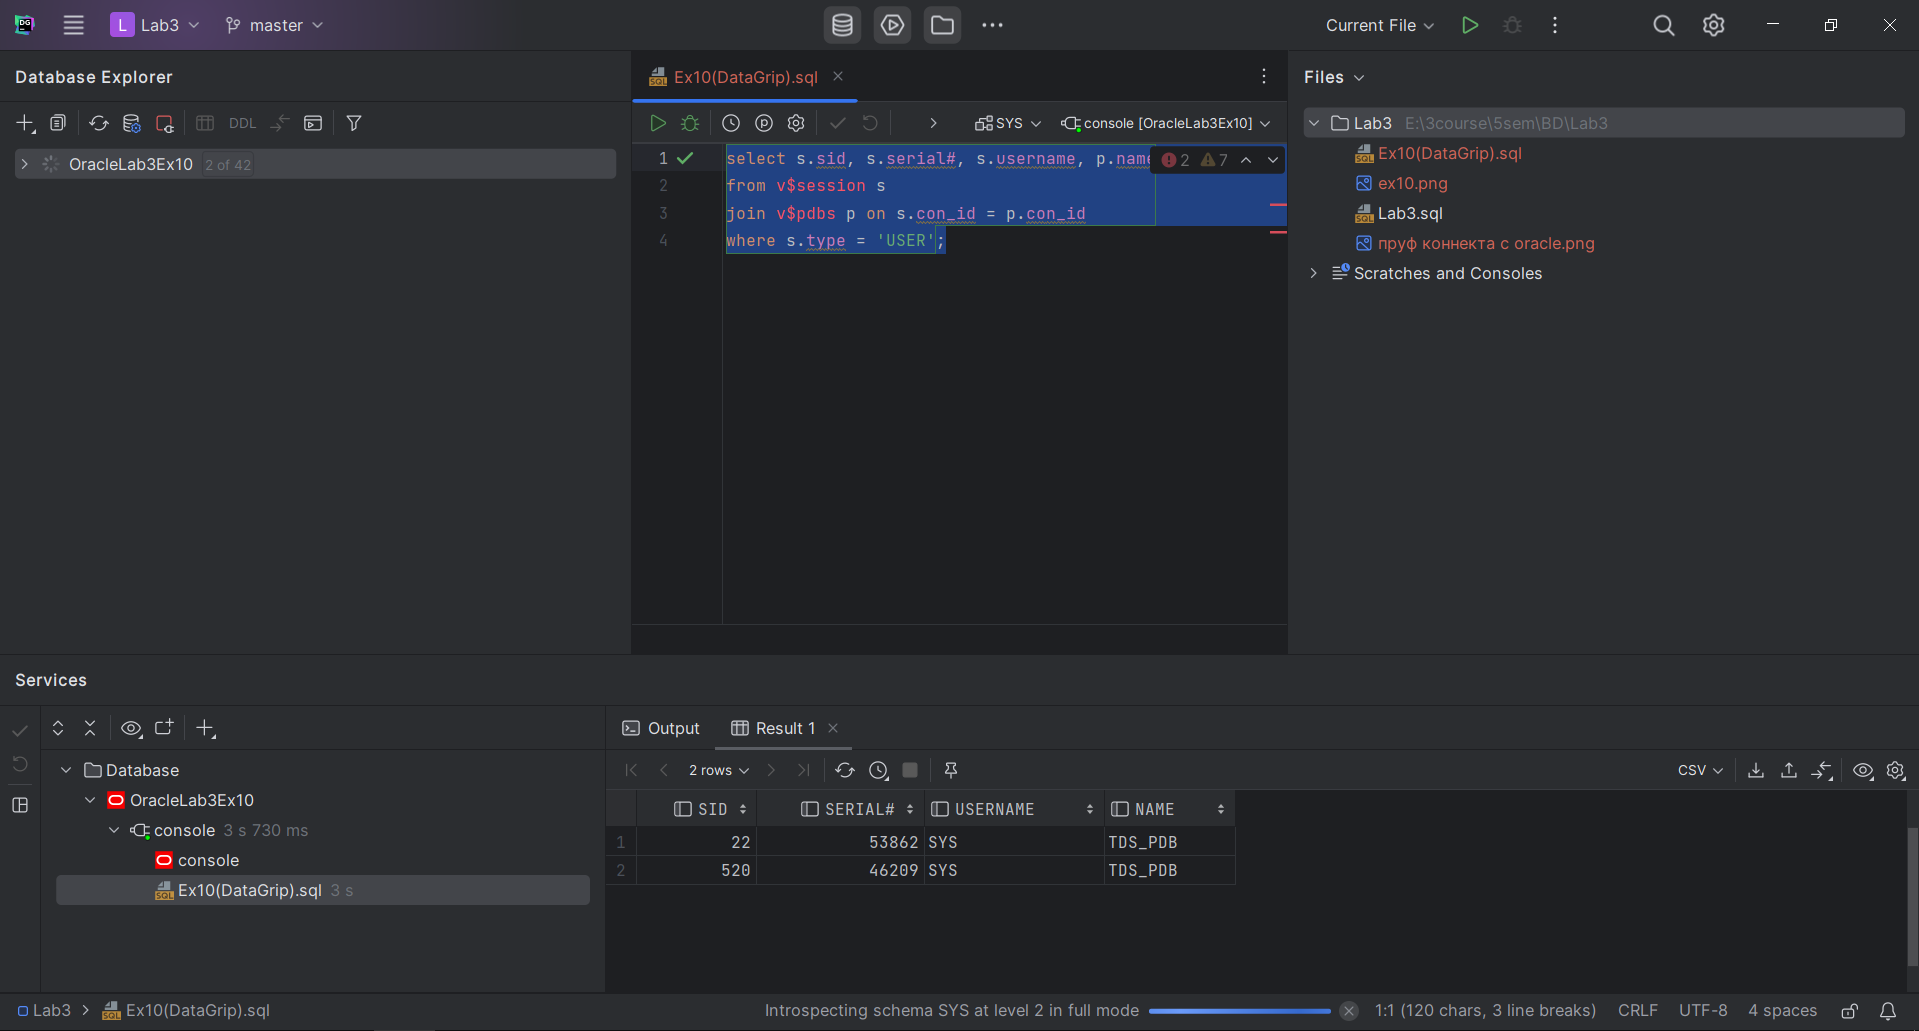 L Lab3 master Current File
Database Explorer
DDL
OracleLab3Ex10 2 of 42
Ex10(DataGrip).sql
SYS console [OracleLab3Ex10]
1 select s.sid, s.serial#, s.username, p.name
2 7
2 from v$session s
3 join v$pdbs p on s.con_id = p.con_id
4 where s.type = 'USER';
Files
Lab3 E:\3course\5sem\BD\Lab3
Ex10(DataGrip).sql
ex10.png
Lab3.sql
пруф коннекта с oracle.png
Scratches and Consoles
Services
Database
OracleLab3Ex10
console 3 s 730 ms
console
Ex10(DataGrip).sql 3 s
Output Result 1
2 rows CSV
SID SERIAL# USERNAME NAME
1 22 53862 SYS TDS_PDB
2 520 46209 SYS TDS_PDB
Lab3 Ex10(DataGrip).sql
Introspecting schema SYS at level 2 in full mode 1:1 (120 chars, 3 line breaks) CRLF UTF-8 4 spaces